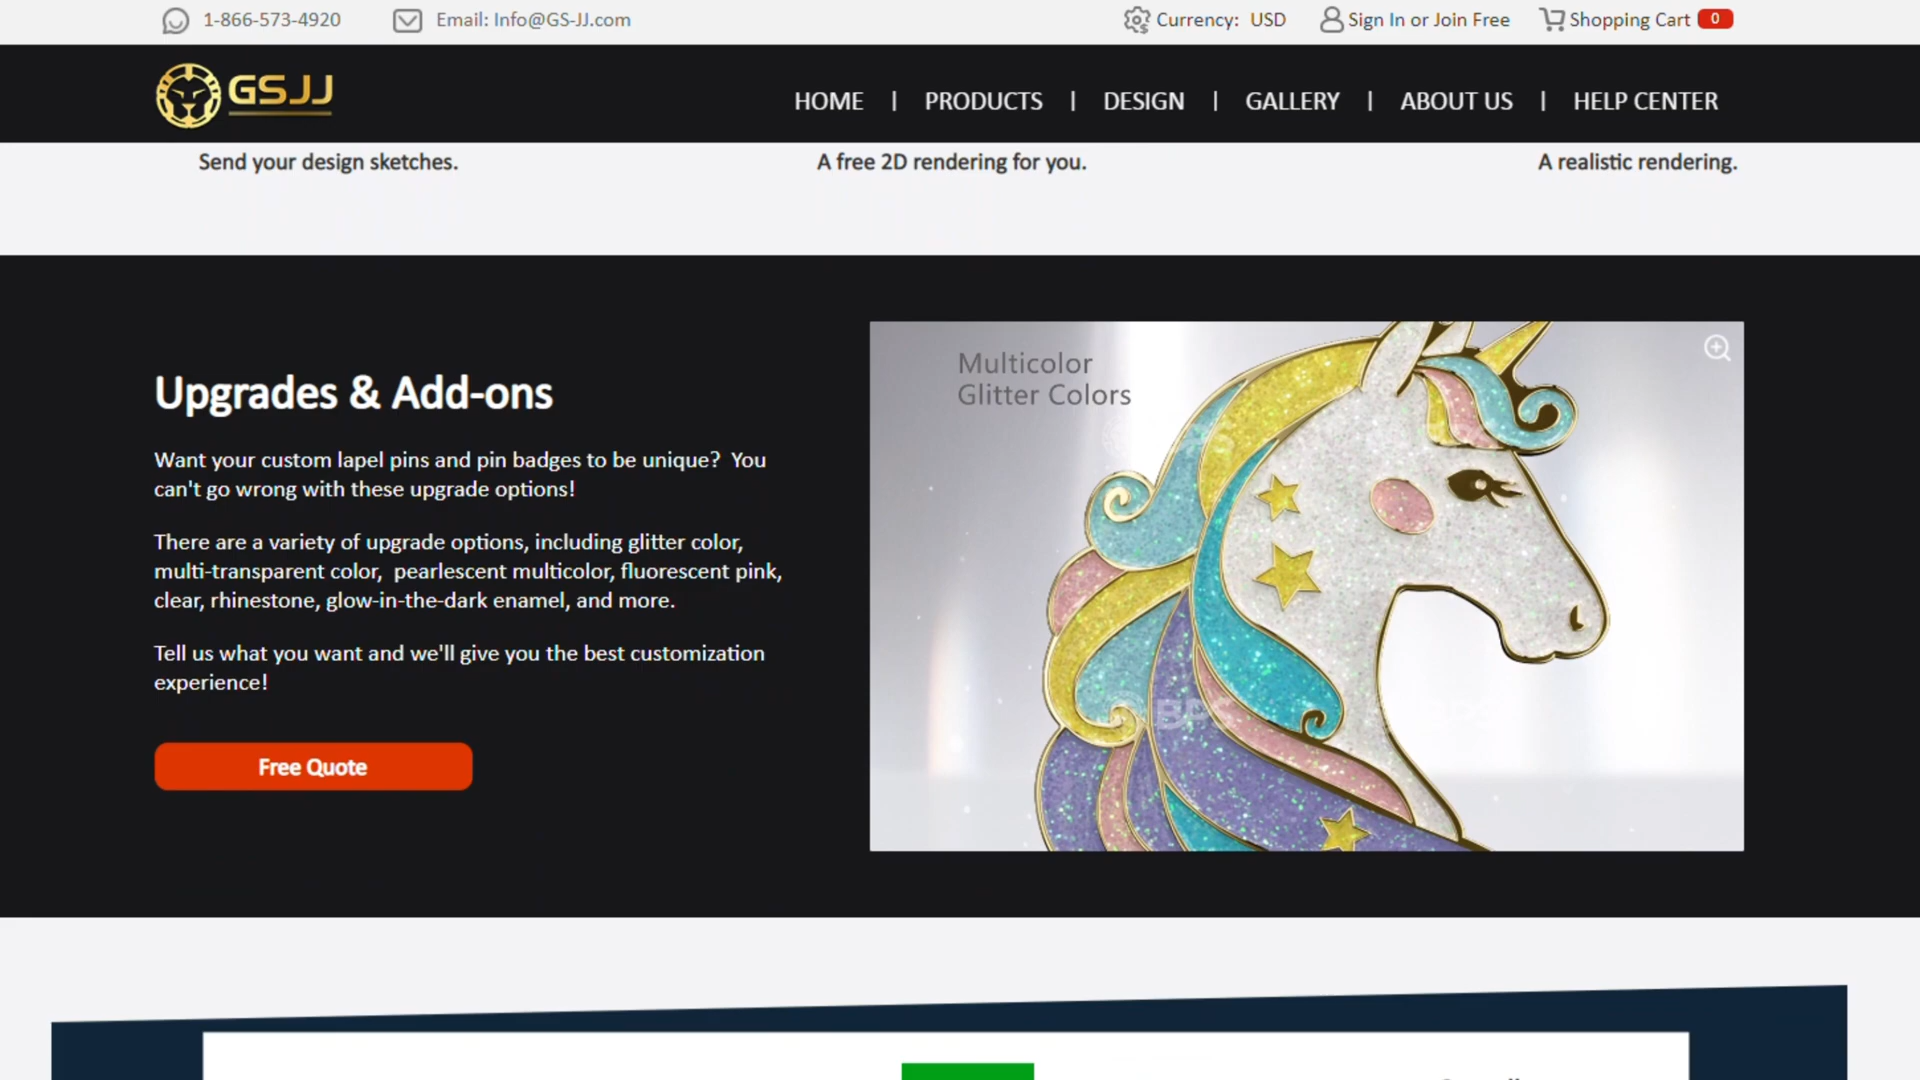 1-866-573-4920
Email: Info@GS-JJ.com
Currency: USD
Sign In or Join Free
Shopping Cart 0
GSJJ
HOME | PRODUCTS | DESIGN | GALLERY | ABOUT US | HELP CENTER
Send your design sketches.
A free 2D rendering for you.
A realistic rendering.
Upgrades & Add-ons
Want your custom lapel pins and pin badges to be unique? You
can't go wrong with these upgrade options!
There are a variety of upgrade options, including glitter color,
multi-transparent color, pearlescent multicolor, fluorescent pink,
clear, rhinestone, glow-in-the-dark enamel, and more.
Tell us what you want and we'll give you the best customization
experience!
Free Quote
Multicolor
Glitter Colors